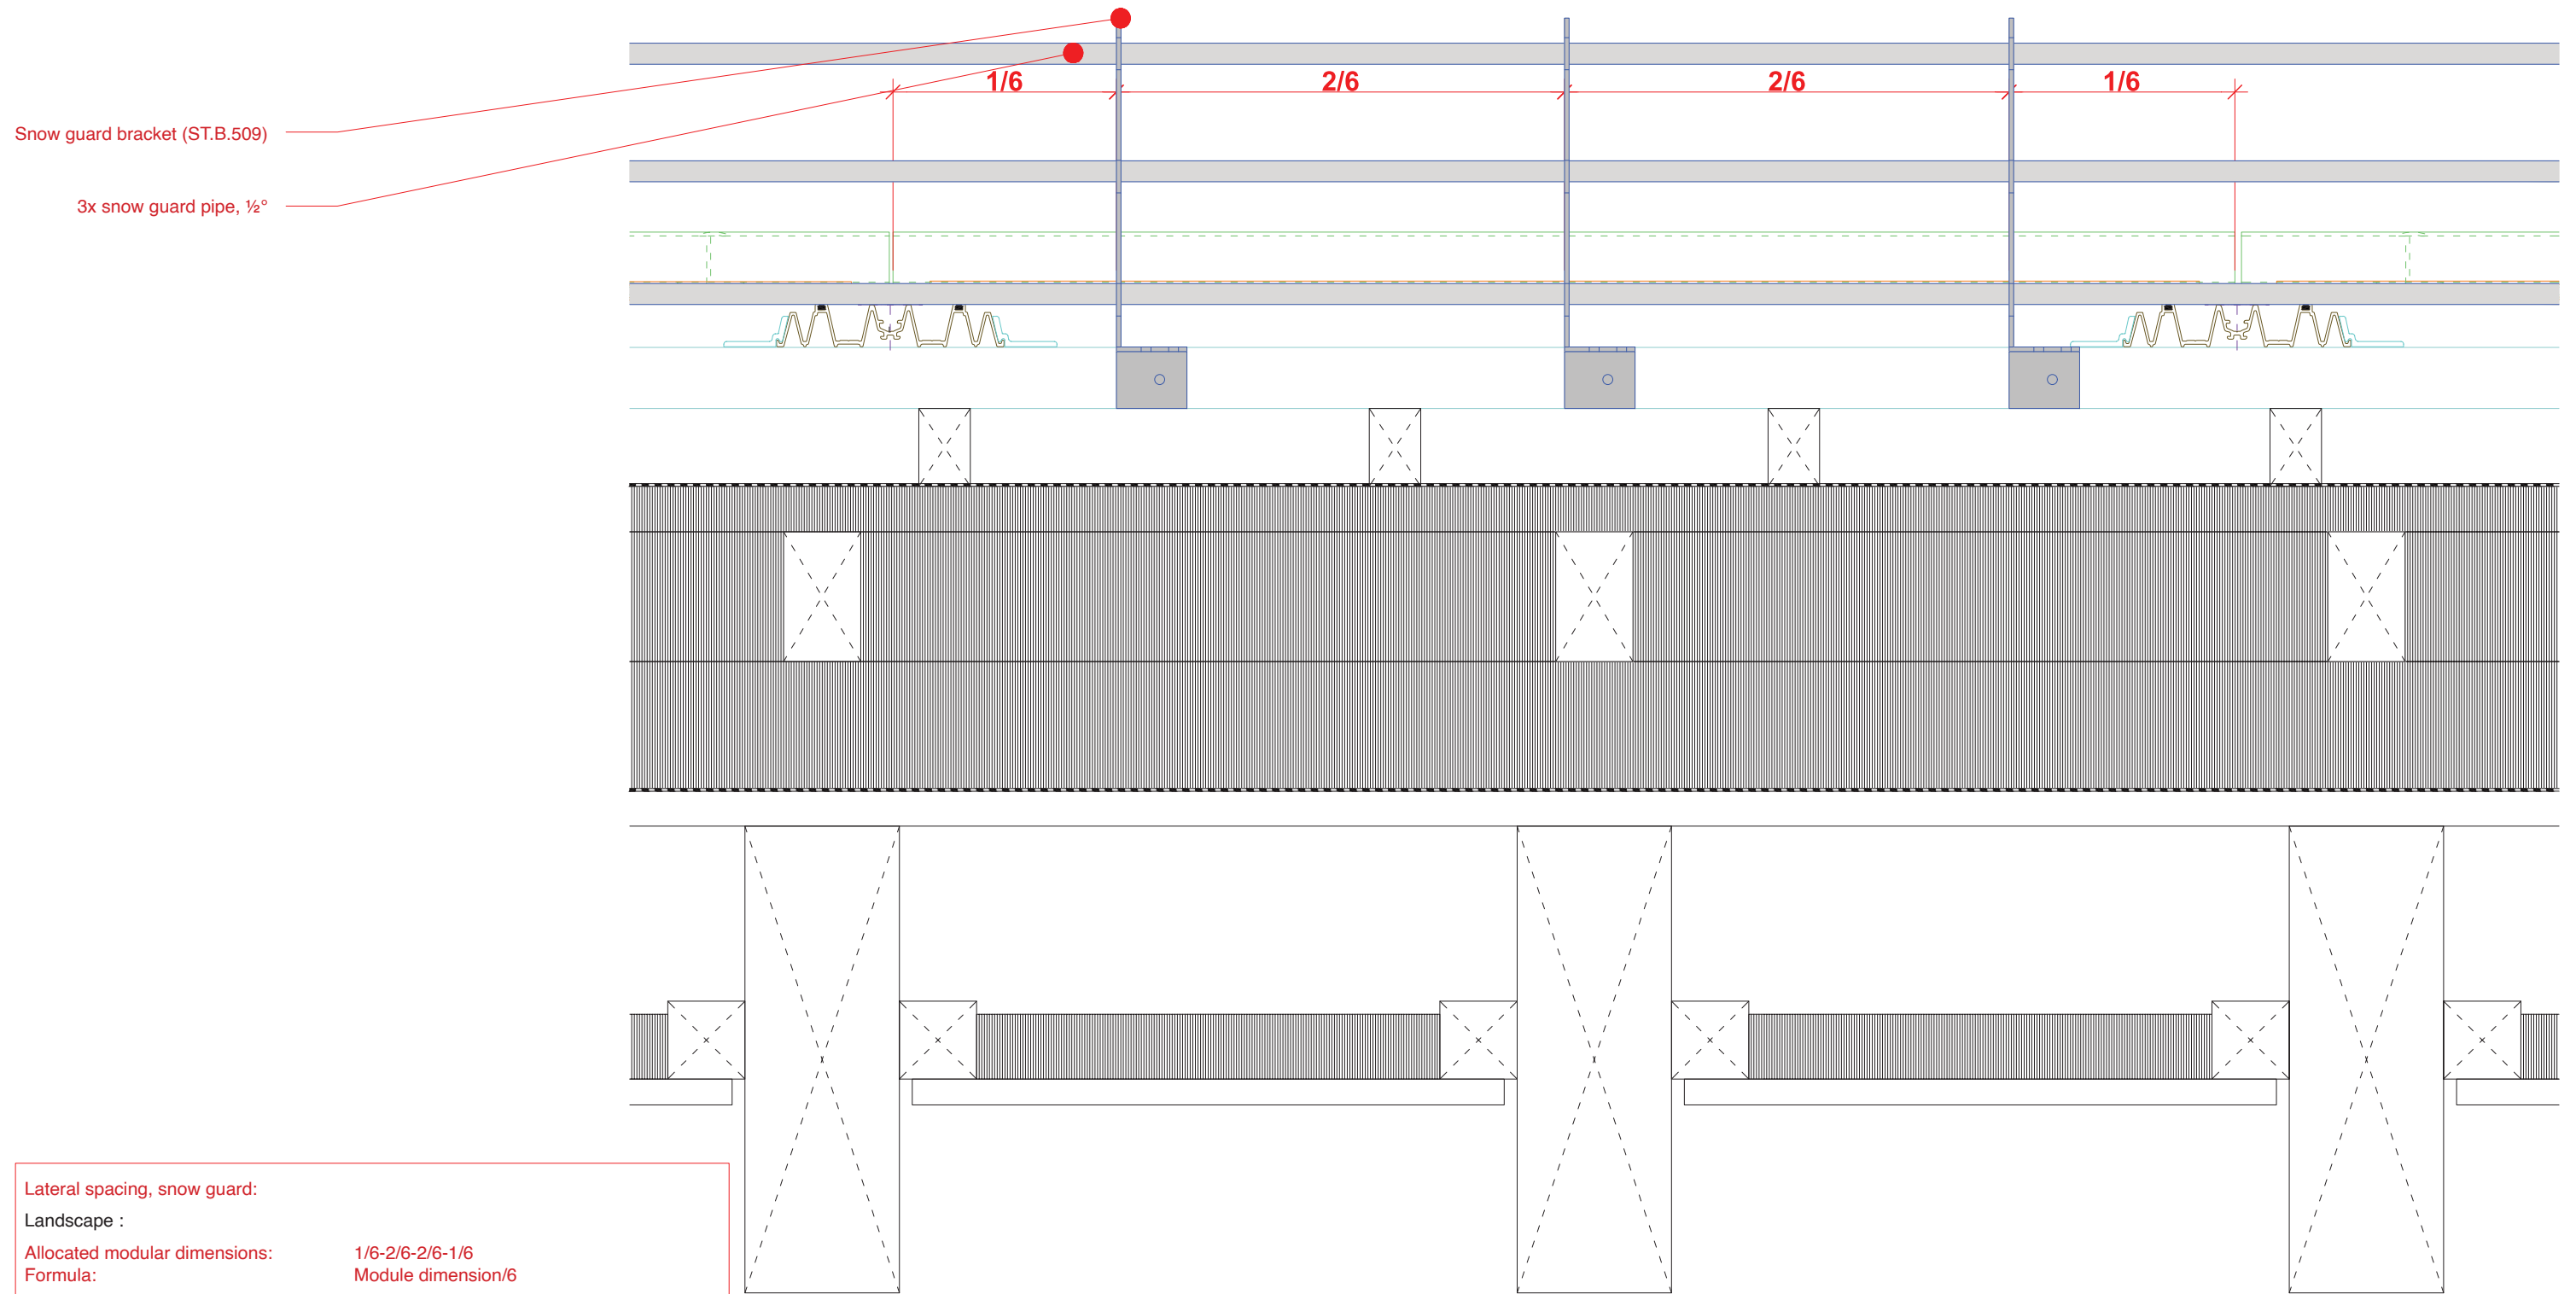 1/6 2/6 2/6 1/6
Snow guard bracket (ST.B.509)
3x snow guard pipe, ½°
Lateral spacing, snow guard:
Landscape :
Allocated modular dimensions: 1/6-2/6-2/6-1/6
Formula: Module dimension/6